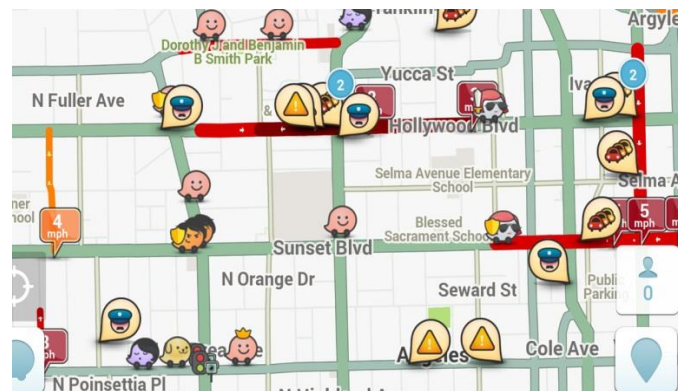 Argyle
Dorothy J and Benjamin
B Smith Park
Yucca St
2
2
N Fuller Ave
&
3
mph
Hollywood Blvd
Selma Avenue Elementary
School
Selma A
4
mph
Blessed
Sacrament School
5
mph
Sunset Blvd
N Orange Dr
Public
Parking
0
Seward St
Cole Ave
N Poinsettia Pl